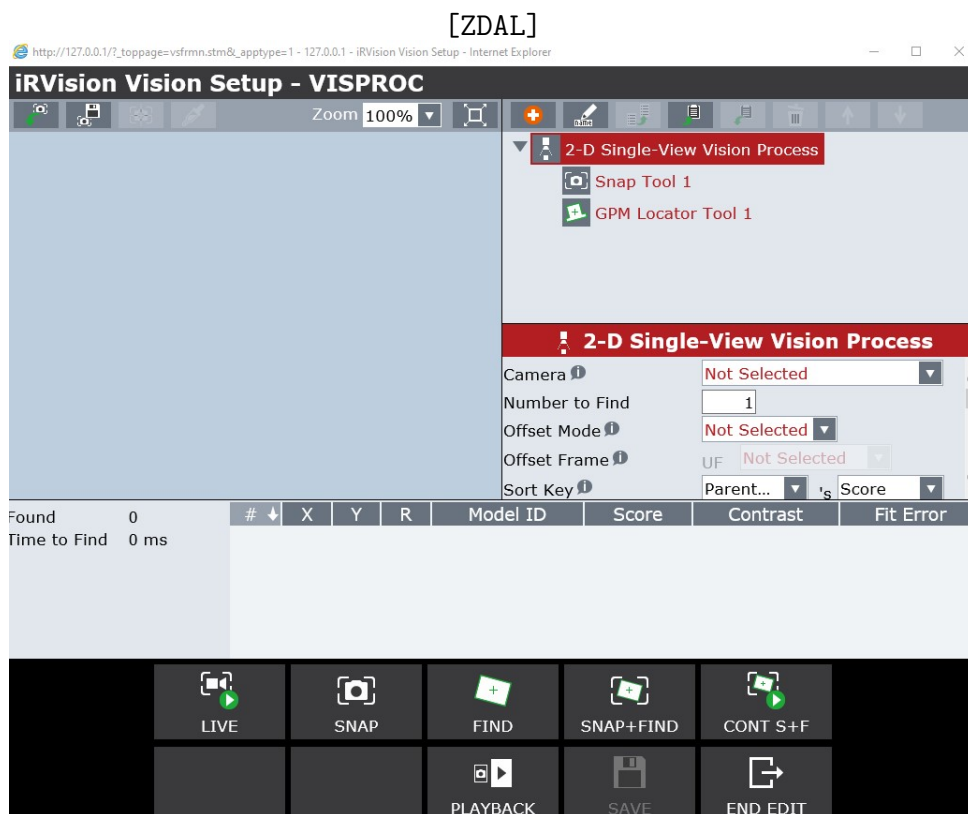 [ZDAL]
http://127.0.0.1/?_toppage=vsfrmn.stm&_apptype=1 - 127.0.0.1 - iRVision Vision Setup - Internet Explorer
iRVision Vision Setup - VISPROC
Zoom 100%
name
2-D Single-View Vision Process
Snap Tool 1
GPM Locator Tool 1
2-D Single-View Vision Process
Camera Not Selected
Number to Find 1
Offset Mode Not Selected
Offset Frame UF Not Selected
Sort Key Parent... 's Score
Found 0
Time to Find 0 ms
# X Y R Model ID Score Contrast Fit Error
LIVE SNAP FIND SNAP+FIND CONT S+F
PLAYBACK SAVE END EDIT